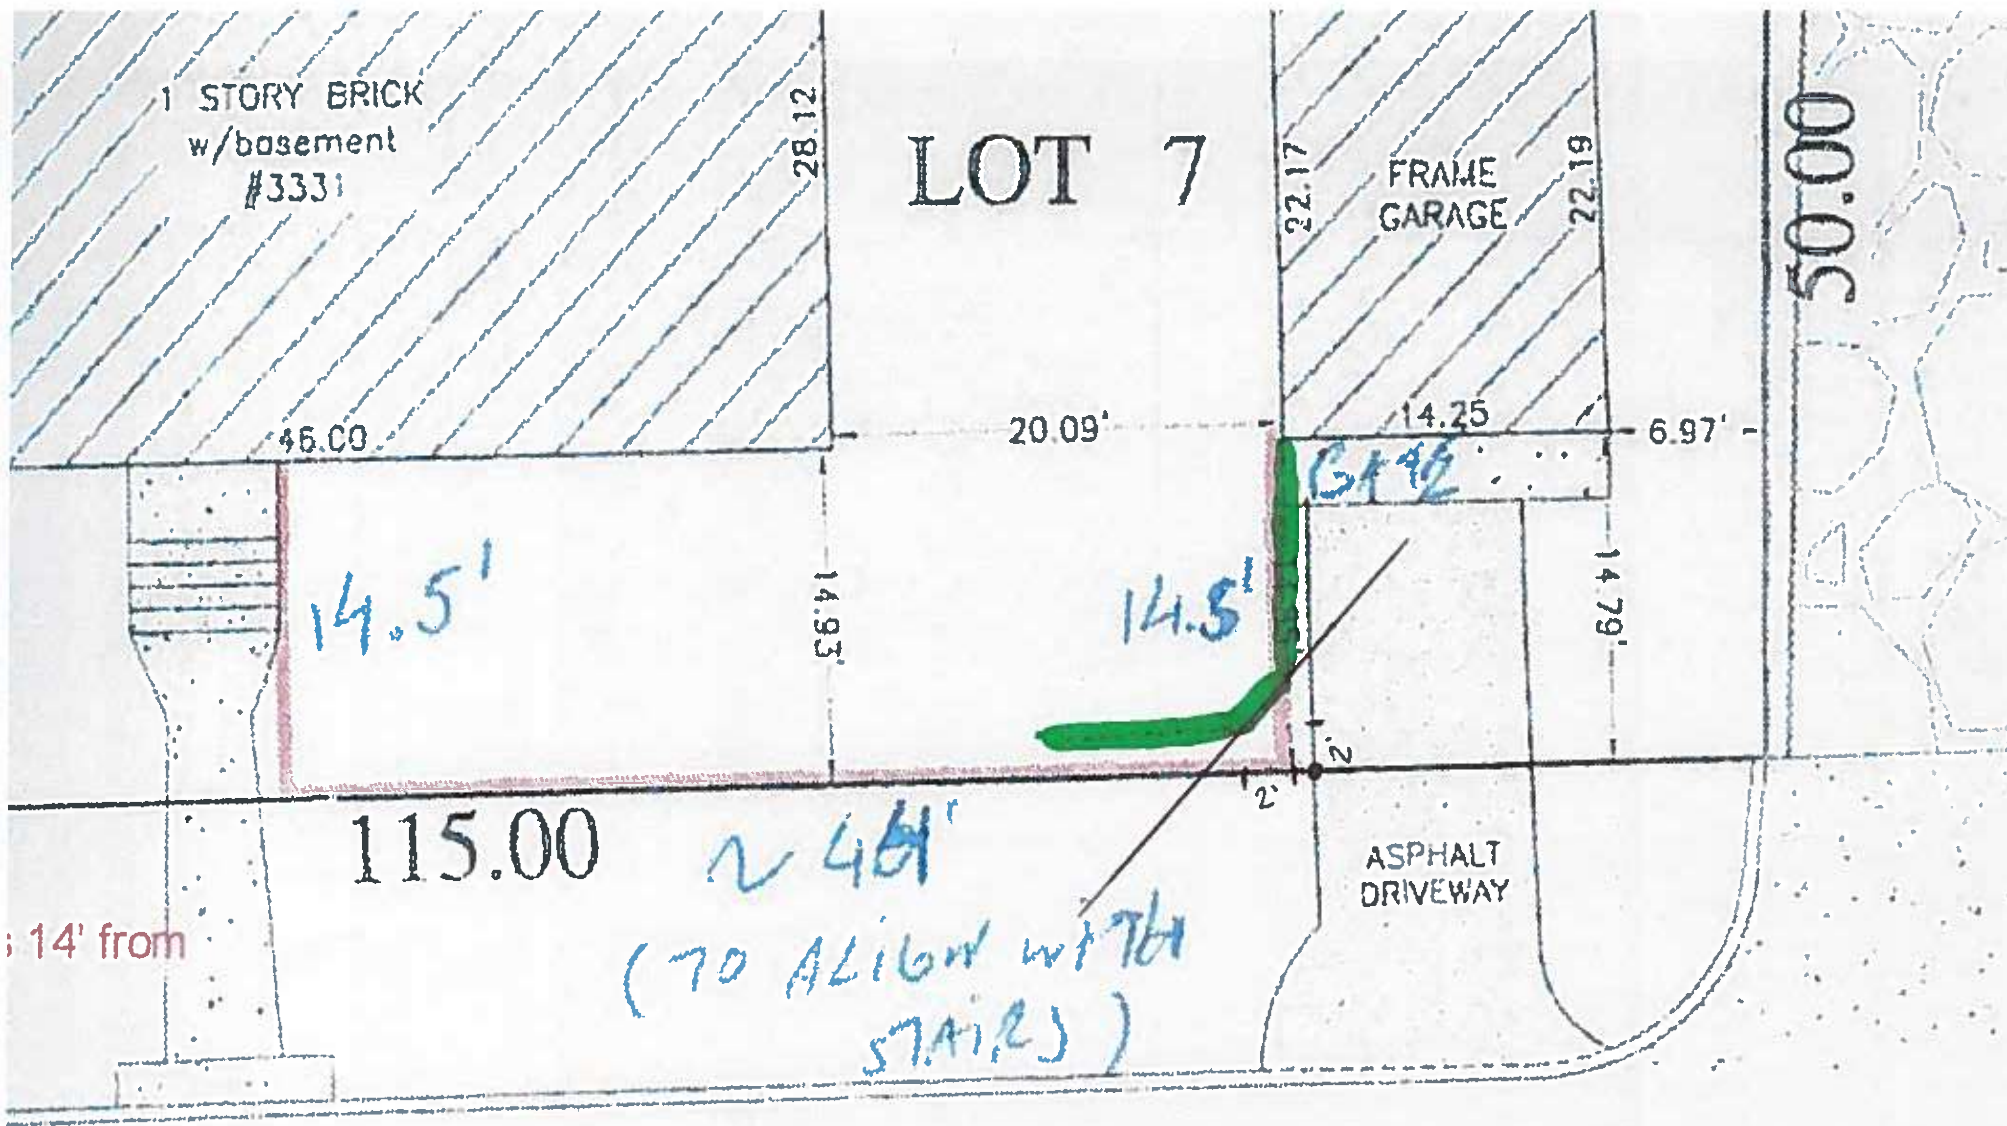 1 STORY BRICK
w/basement
#3331
28.12
LOT 7
22.17
FRAME
GARAGE
22.19
50.00
46.00
20.09'
14.25
6.97'
GATE
14.5'
14.93'
14.5'
14.79'
2'
2'
115.00
ASPHALT
DRIVEWAY
14' from
(TO ALIGN WITH
STAIRS)